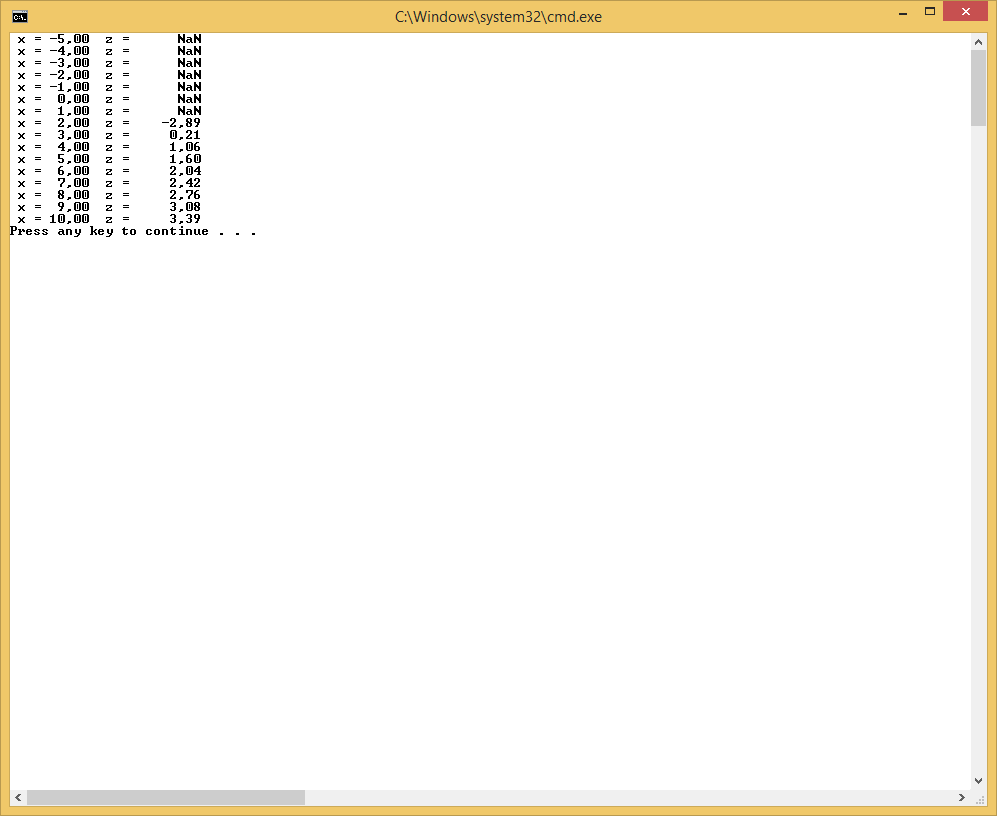 C:\Windows\system32\cmd.exe
x = -5,00 z = NaN
x = -4,00 z = NaN
x = -3,00 z = NaN
x = -2,00 z = NaN
x = -1,00 z = NaN
x = 0,00 z = NaN
x = 1,00 z = NaN
x = 2,00 z = -2,89
x = 3,00 z = 0,21
x = 4,00 z = 1,06
x = 5,00 z = 1,60
x = 6,00 z = 2,04
x = 7,00 z = 2,42
x = 8,00 z = 2,76
x = 9,00 z = 3,08
x = 10,00 z = 3,39
Press any key to continue . . .